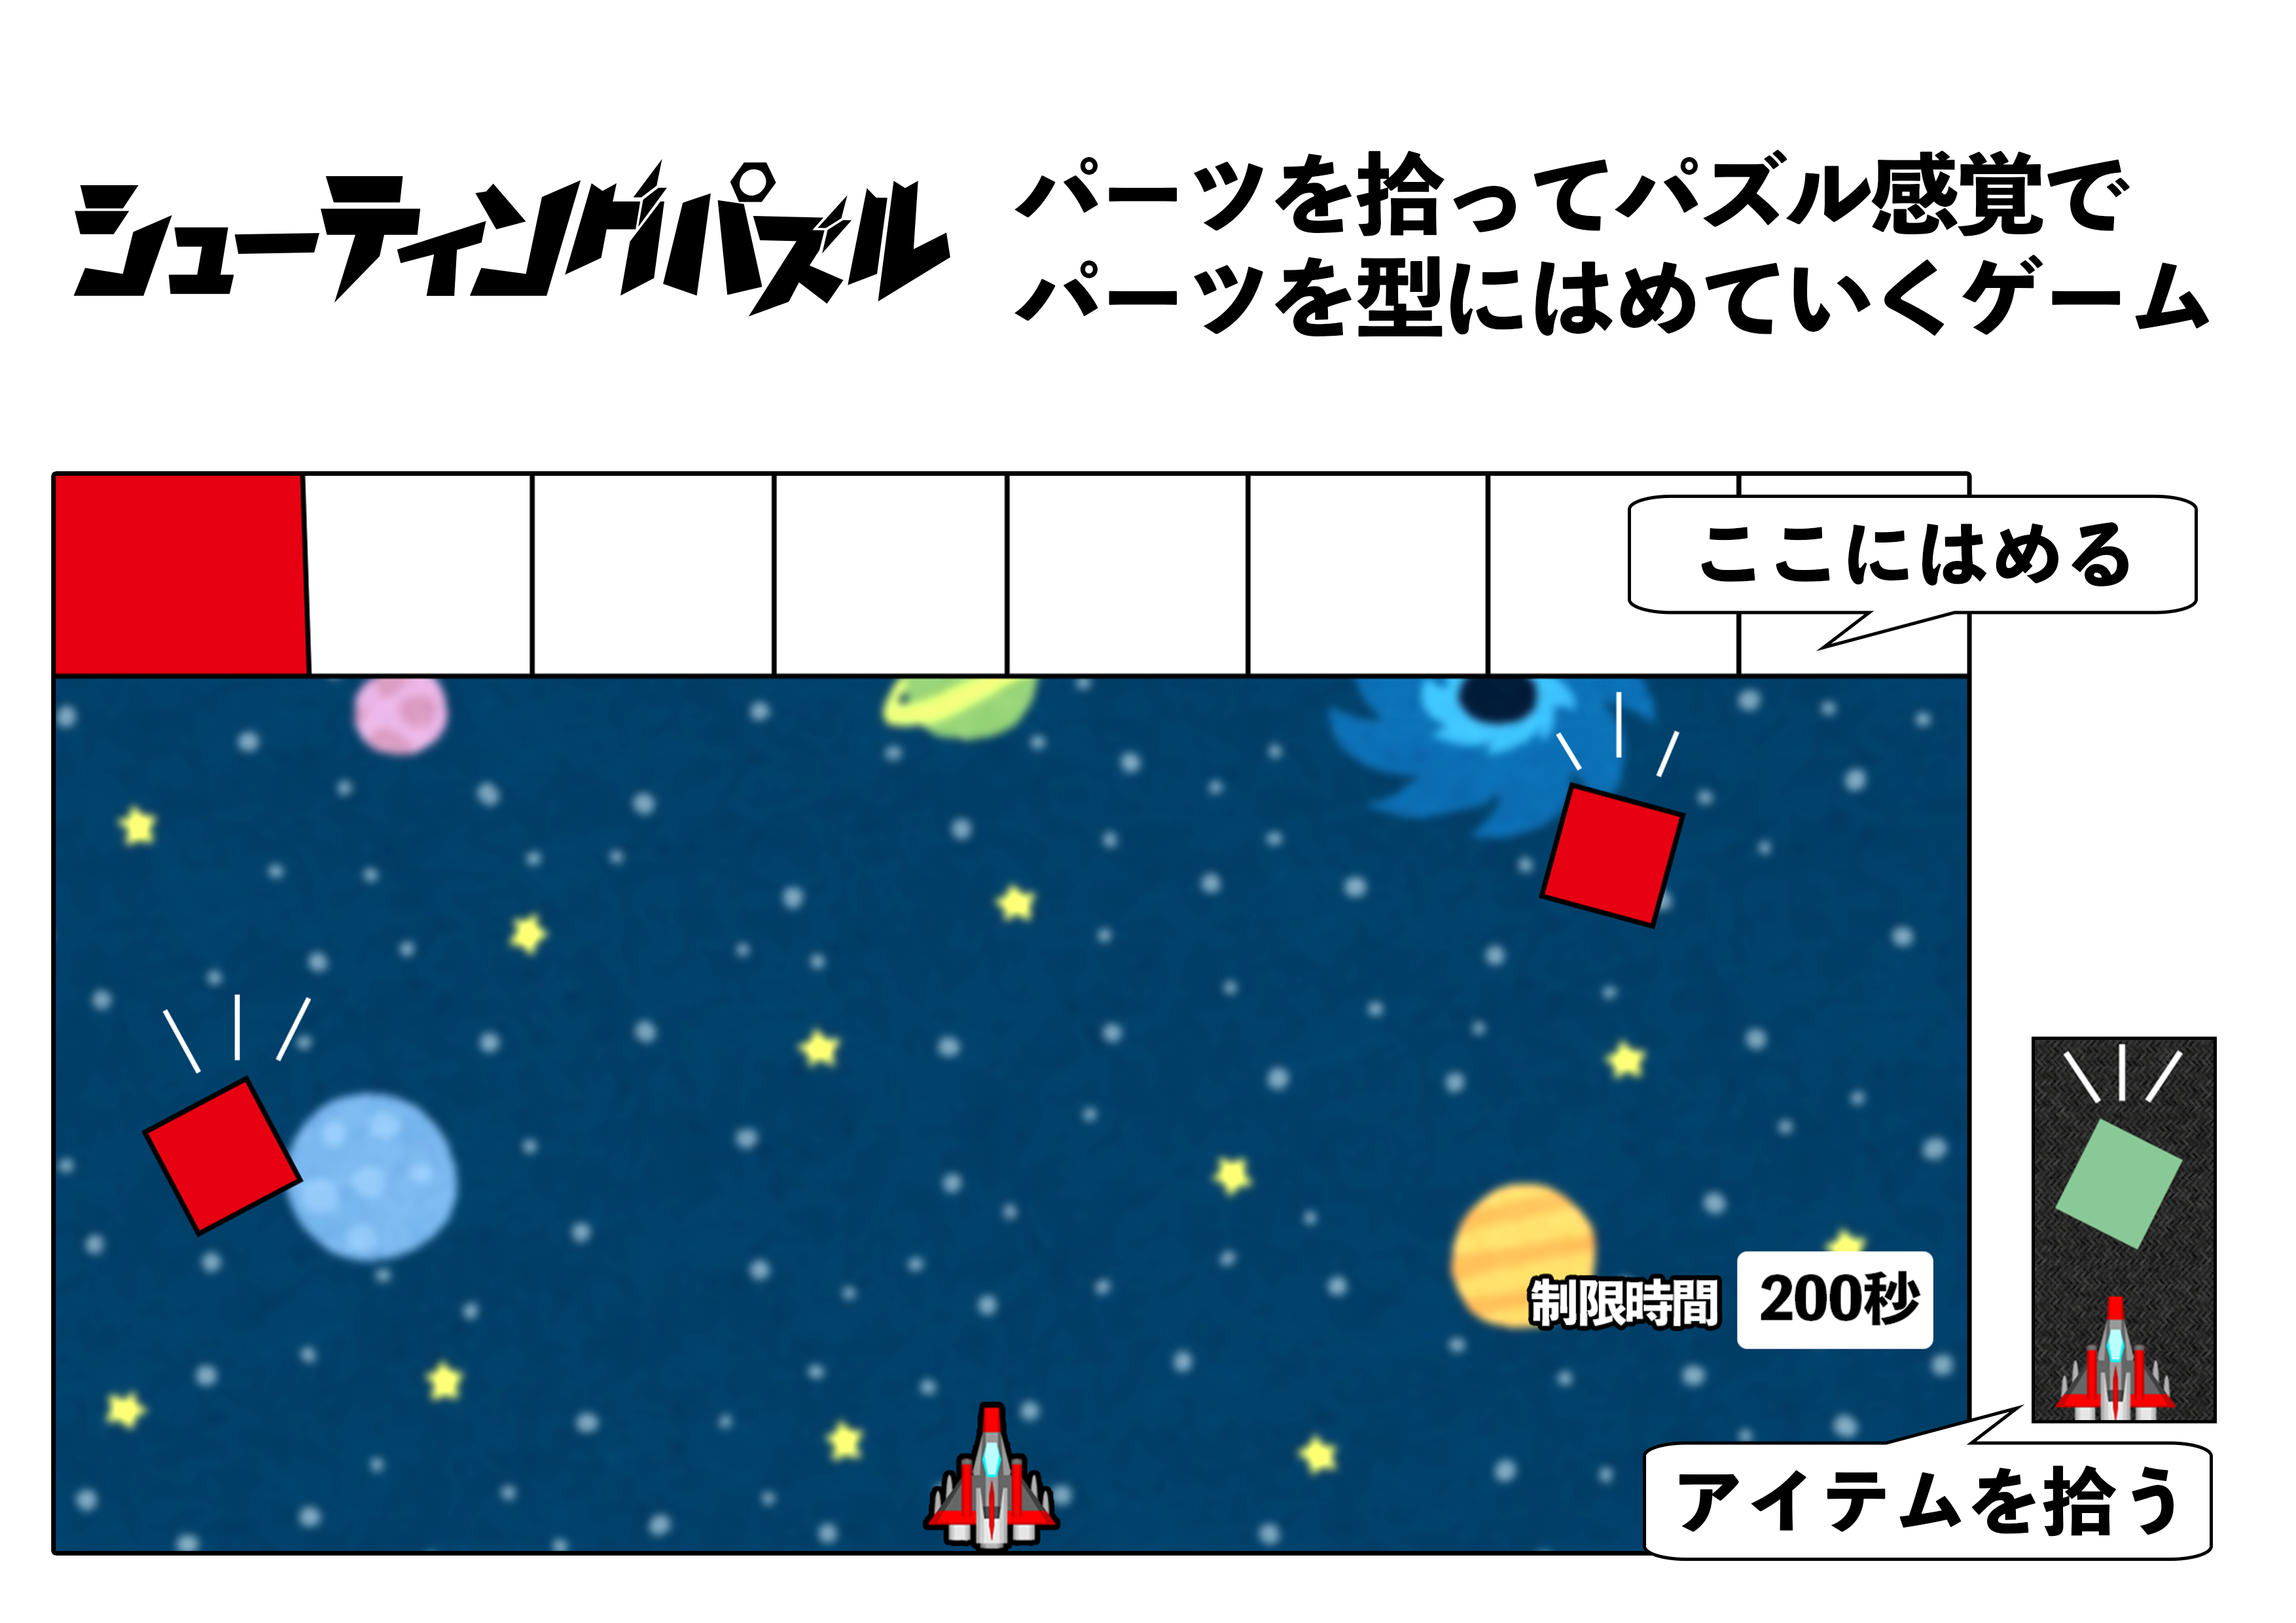 シューティングパズル
パーツを拾ってパズル感覚で
パーツを型にはめていくゲーム
ここにはめる
制限時間
200秒
アイテムを拾う